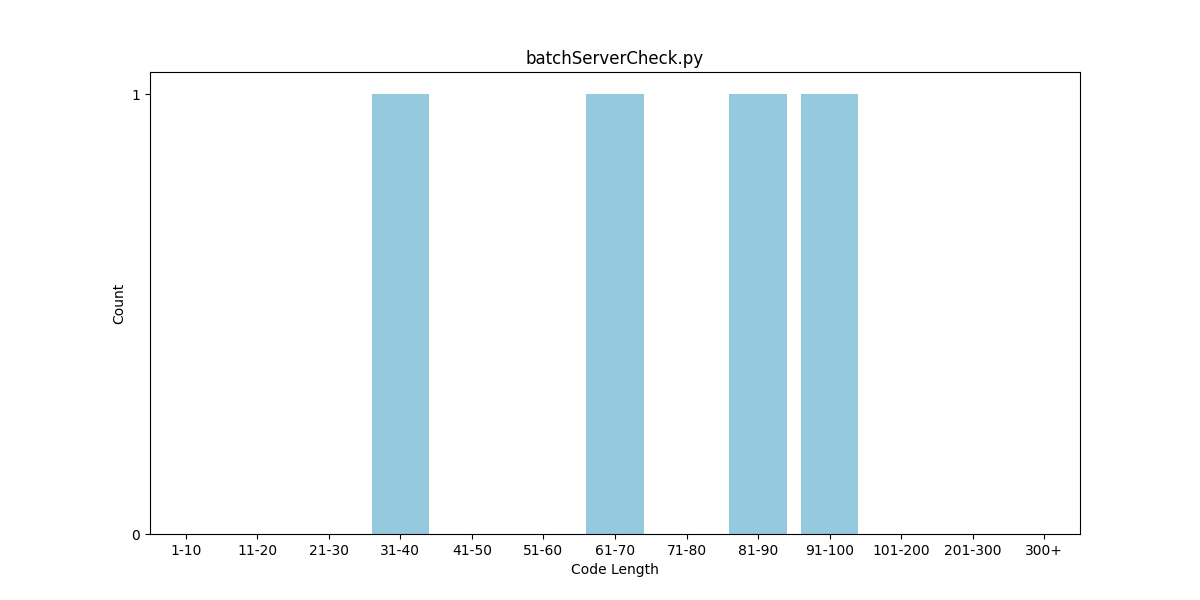 batchServerCheck.py
1
0
Count
1-10 11-20 21-30 31-40 41-50 51-60 61-70 71-80 81-90 91-100 101-200 201-300 300+
Code Length